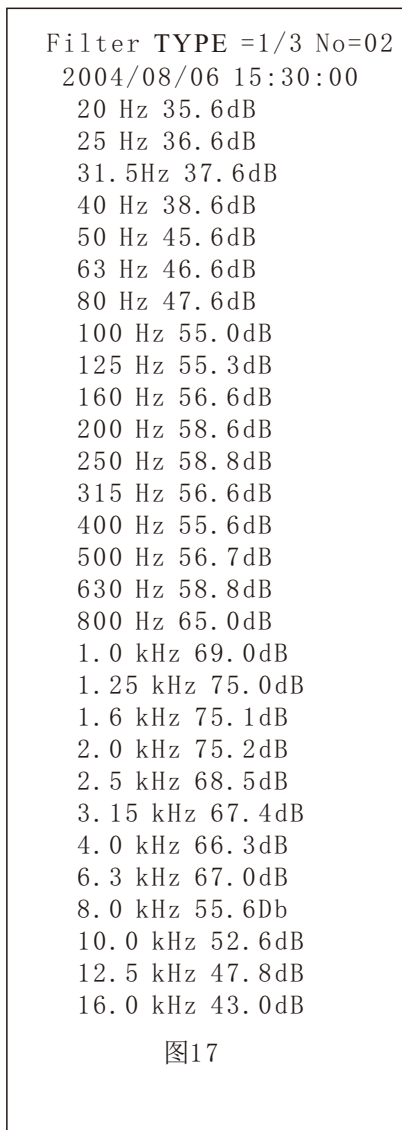 Filter TYPE =1/3 No=02
2004/08/06 15:30:00
20 Hz 35.6dB
25 Hz 36.6dB
31.5Hz 37.6dB
40 Hz 38.6dB
50 Hz 45.6dB
63 Hz 46.6dB
80 Hz 47.6dB
100 Hz 55.0dB
125 Hz 55.3dB
160 Hz 56.6dB
200 Hz 58.6dB
250 Hz 58.8dB
315 Hz 56.6dB
400 Hz 55.6dB
500 Hz 56.7dB
630 Hz 58.8dB
800 Hz 65.0dB
1.0 kHz 69.0dB
1.25 kHz 75.0dB
1.6 kHz 75.1dB
2.0 kHz 75.2dB
2.5 kHz 68.5dB
3.15 kHz 67.4dB
4.0 kHz 66.3dB
6.3 kHz 67.0dB
8.0 kHz 55.6Db
10.0 kHz 52.6dB
12.5 kHz 47.8dB
16.0 kHz 43.0dB
图17